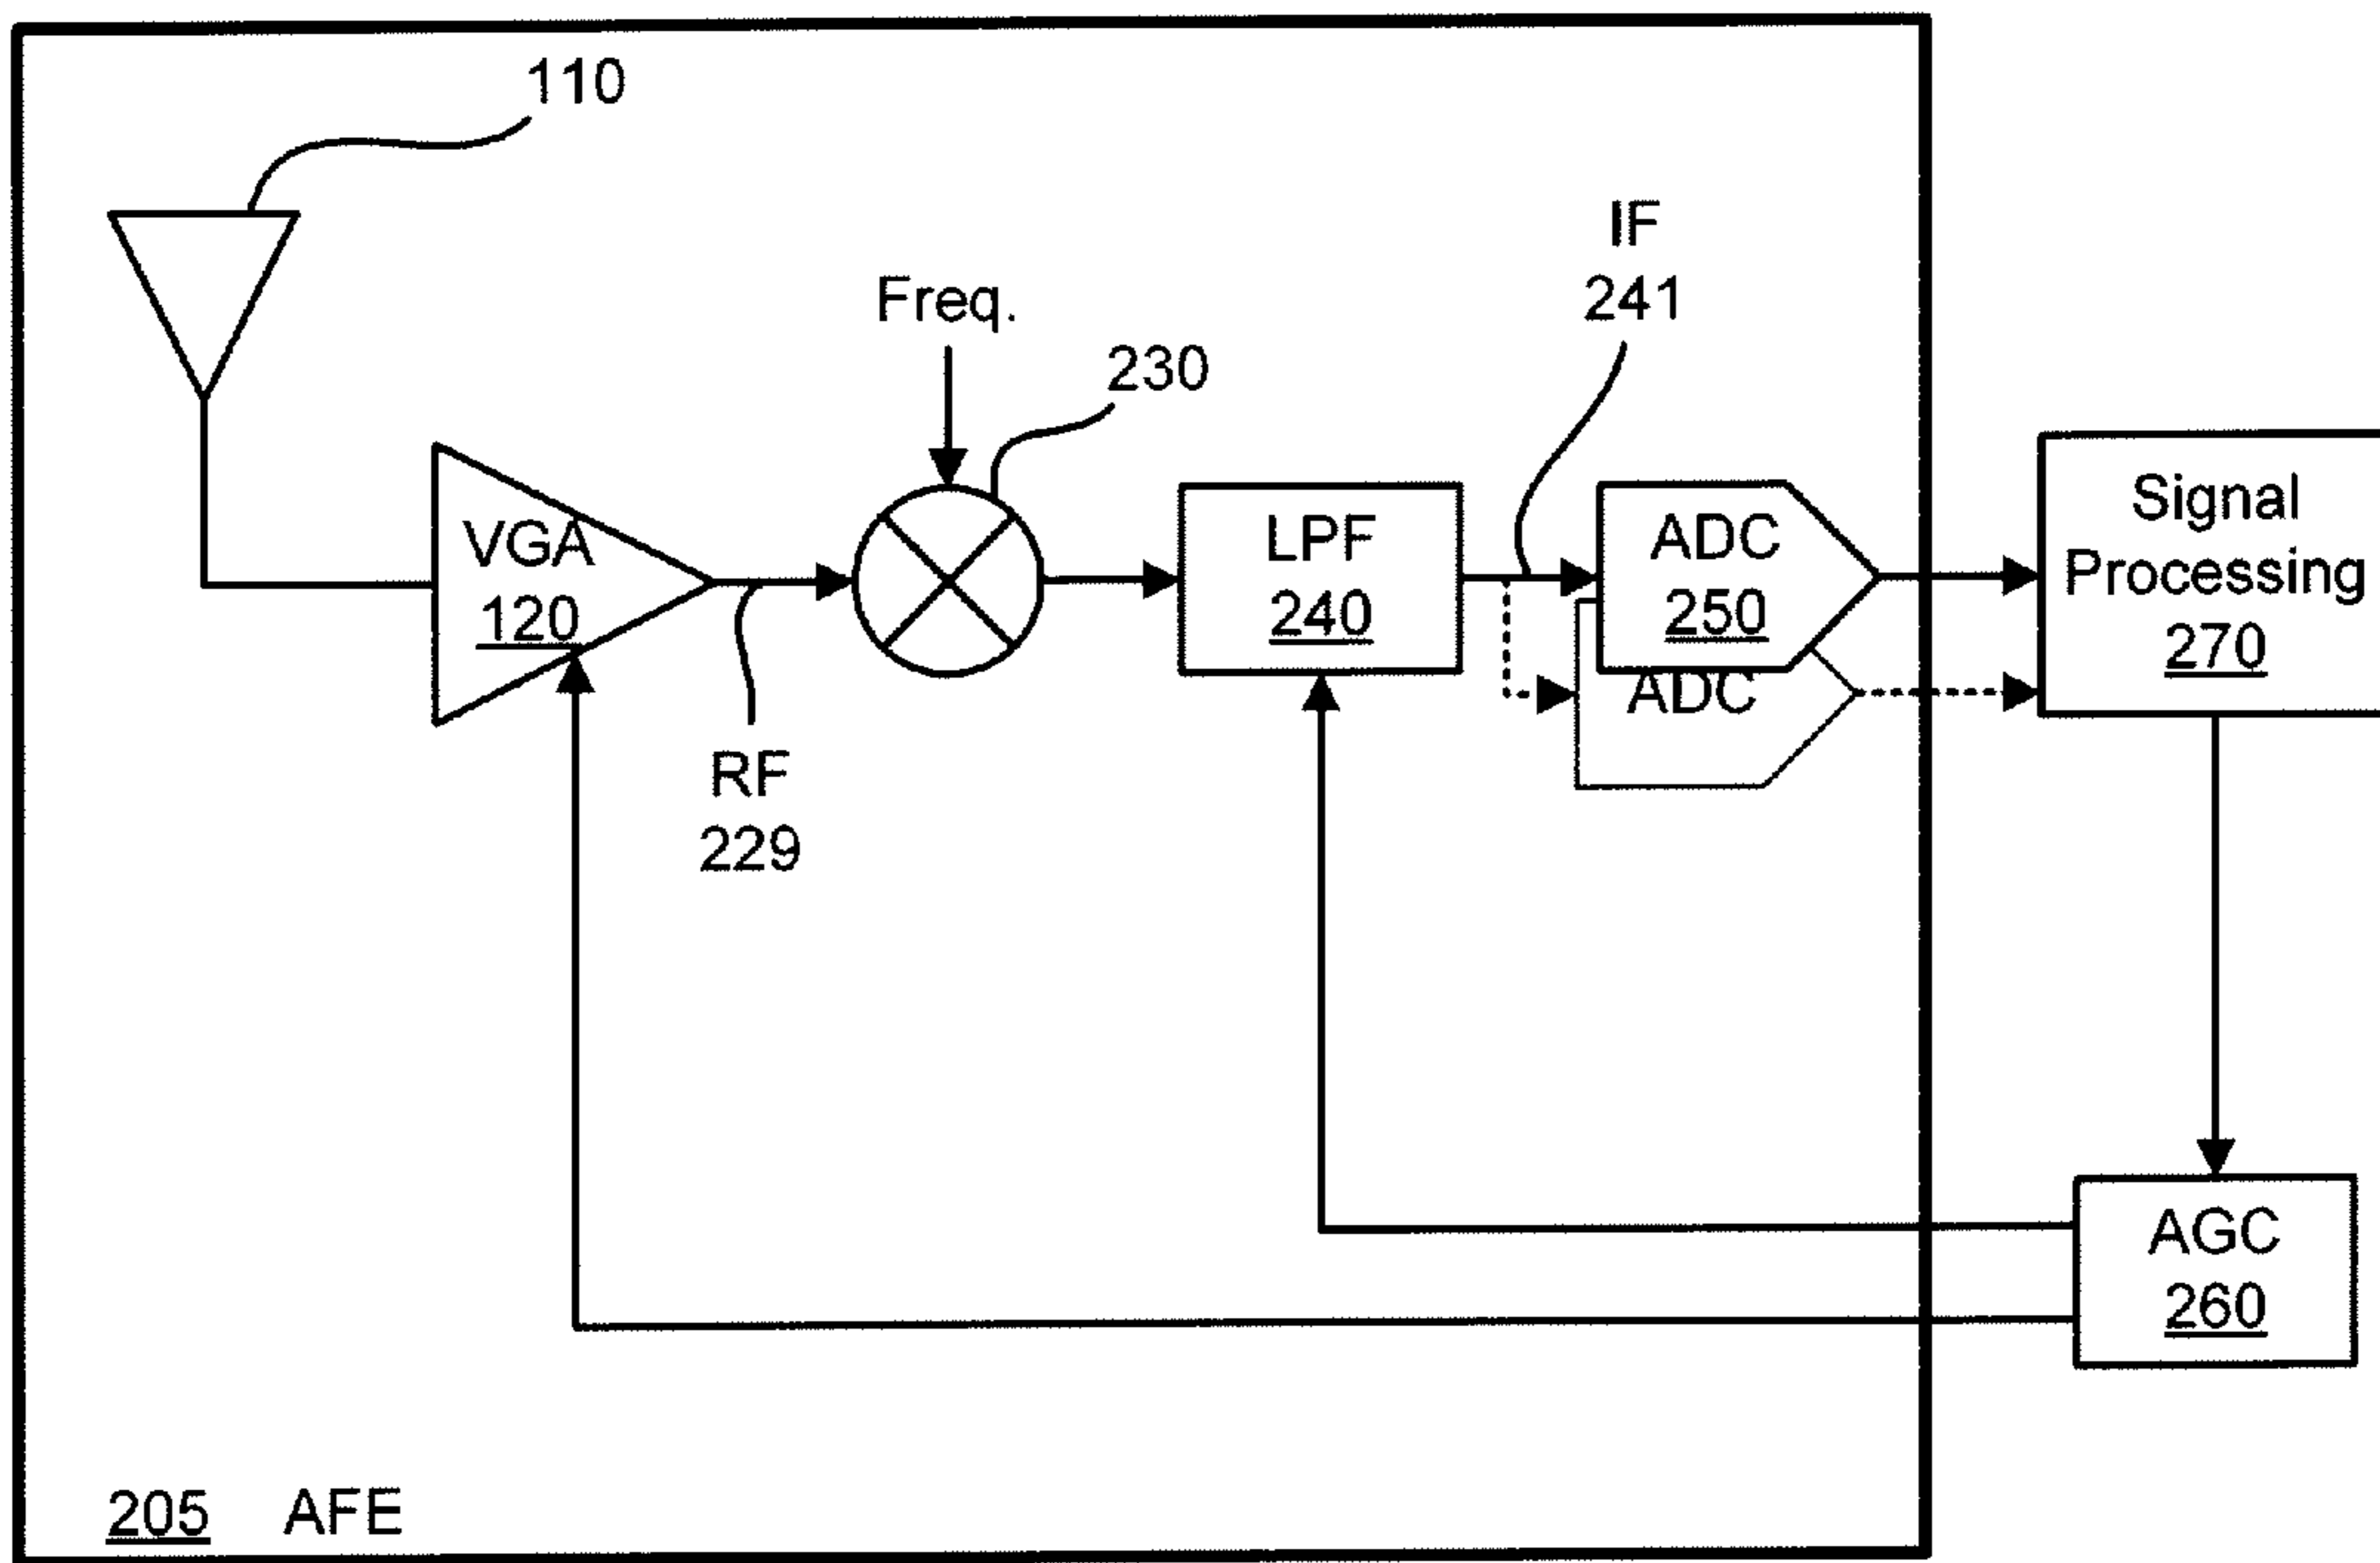 110
IF
241
Freq.
230
VGA
120
LPF
240
ADC
250
ADC
Signal
Processing
270
RF
229
AGC
260
205 AFE